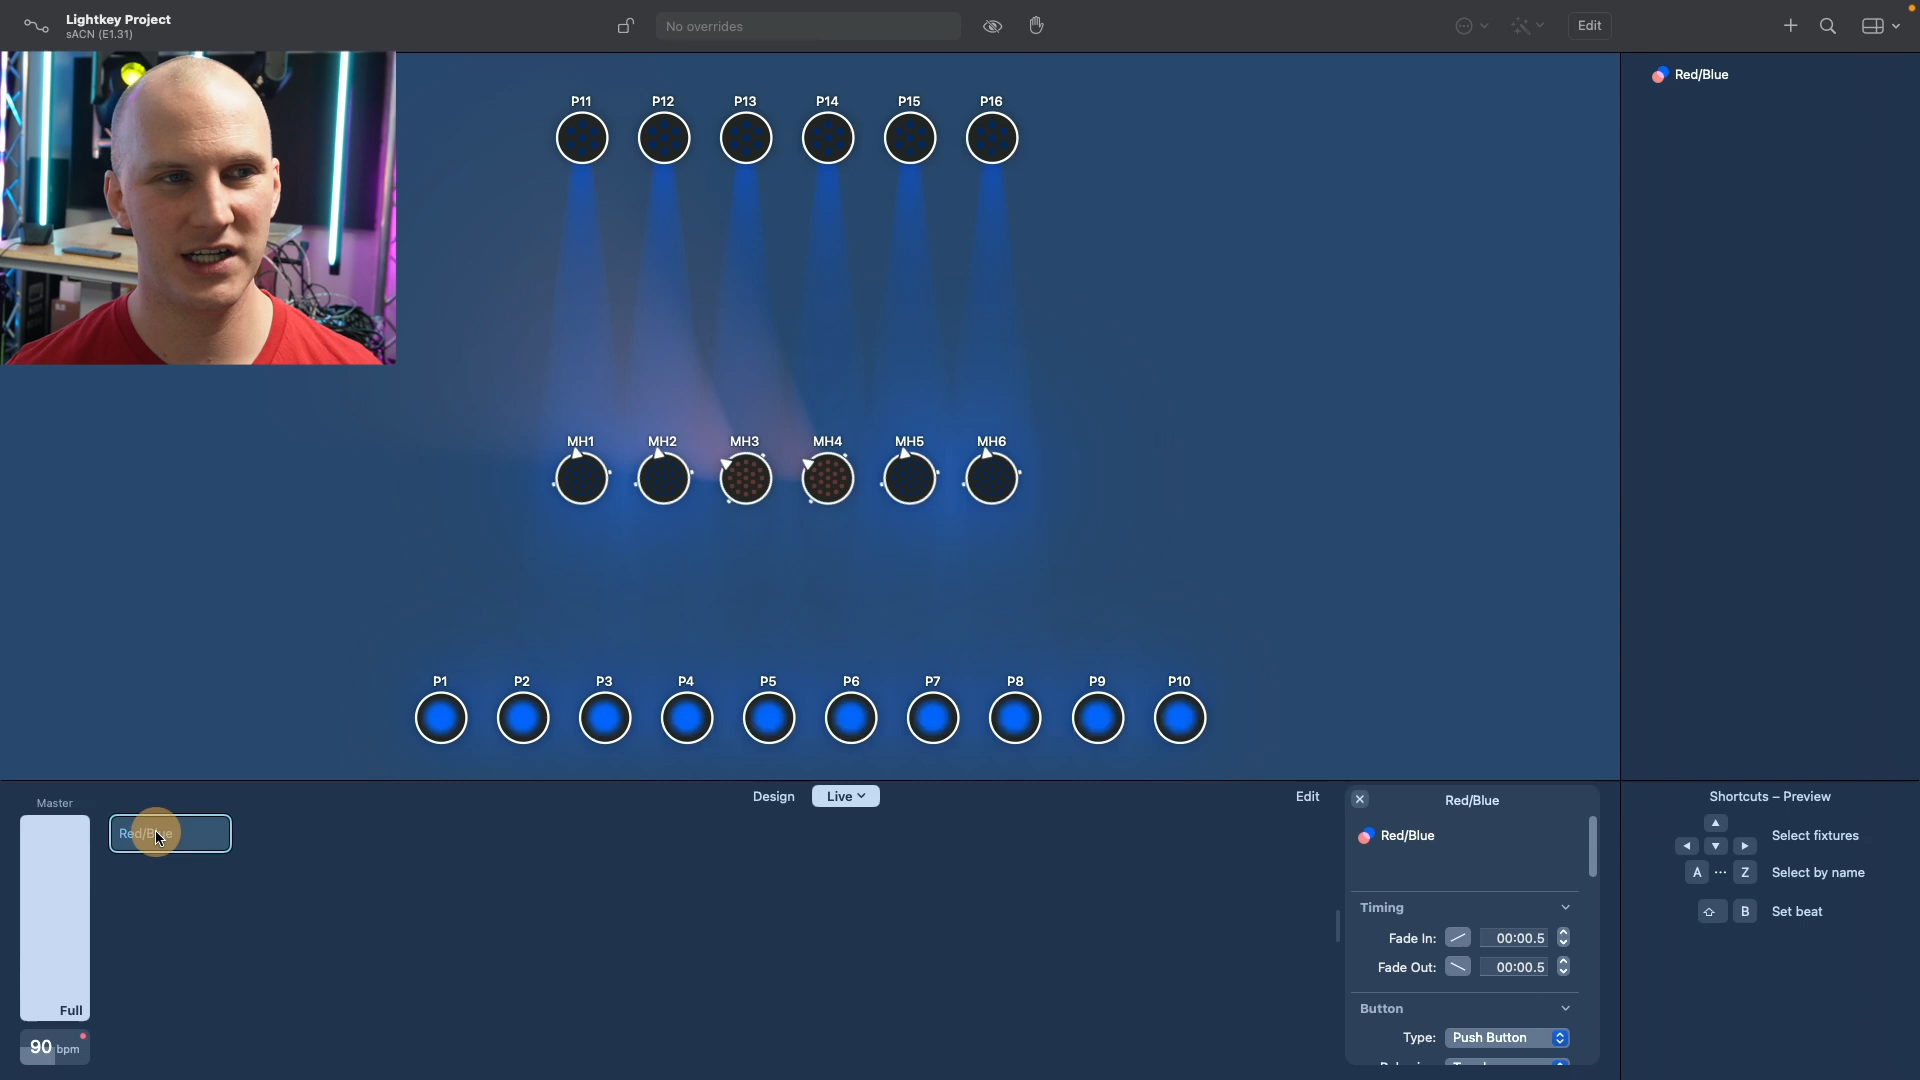 Lightkey Project
sACN (E1.31)
No overrides
Edit
Red/Blue
P11 P12 P13 P14 P15 P16
MH1 MH2 MH3 MH4 MH5 MH6
P1 P2 P3 P4 P5 P6 P7 P8 P9 P10
Master
Full
90 bpm
Red/Blue
Design
Live
Edit
Red/Blue
Red/Blue
Timing
Fade In: 00:00.5
Fade Out: 00:00.5
Button
Type: Push Button
Shortcuts – Preview
Select fixtures
A ... Z Select by name
B Set beat